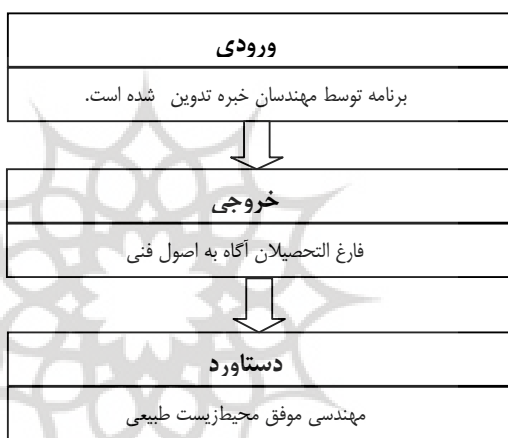 ورودی
برنامه توسط مهندسان خبره تدوین شده است.
خروجی
فارغ التحصیلان آگاه به اصول فنی
دستاورد
مهندسی موفق محیطزیست طبیعی